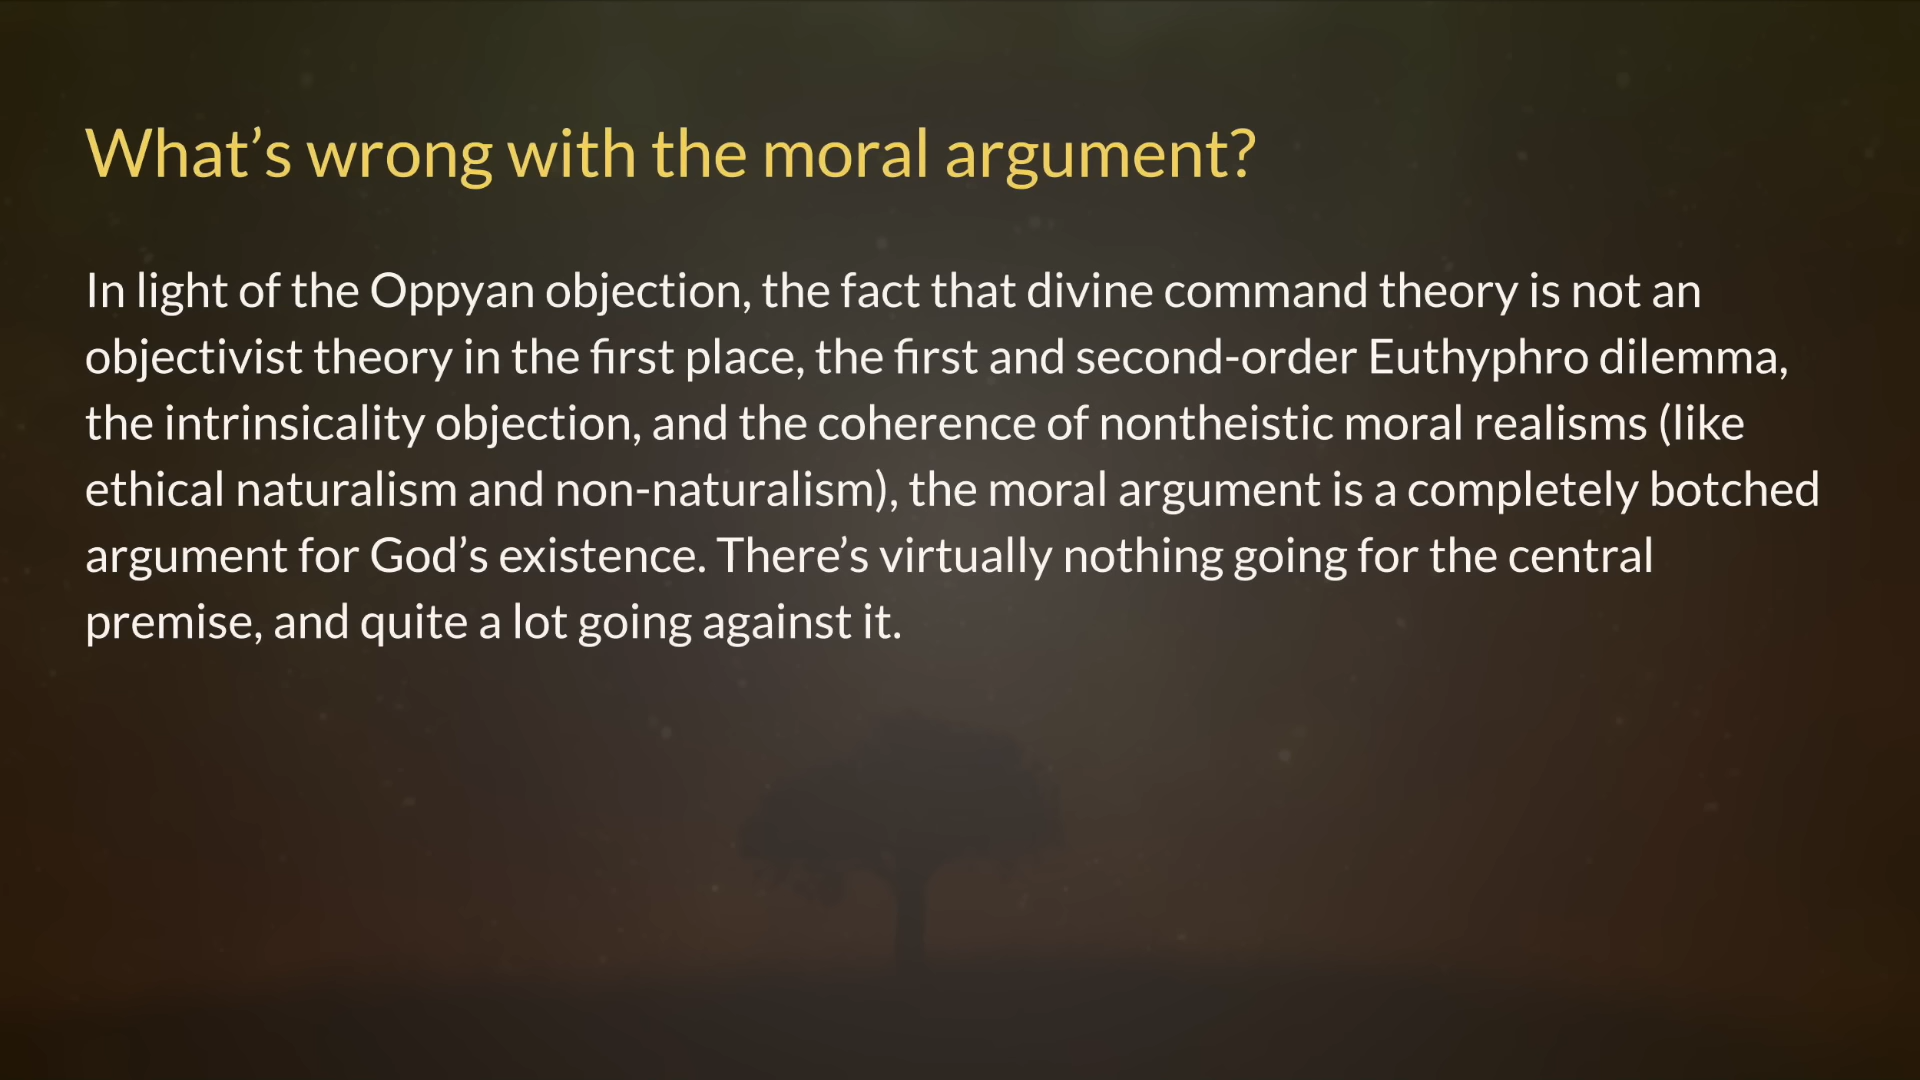 What’s wrong with the moral argument?
In light of the Oppyan objection, the fact that divine command theory is not an
objectivist theory in the first place, the first and second-order Euthyphro dilemma,
the intrinsicality objection, and the coherence of nontheistic moral realisms (like
ethical naturalism and non-naturalism), the moral argument is a completely botched
argument for God’s existence. There’s virtually nothing going for the central
premise, and quite a lot going against it.